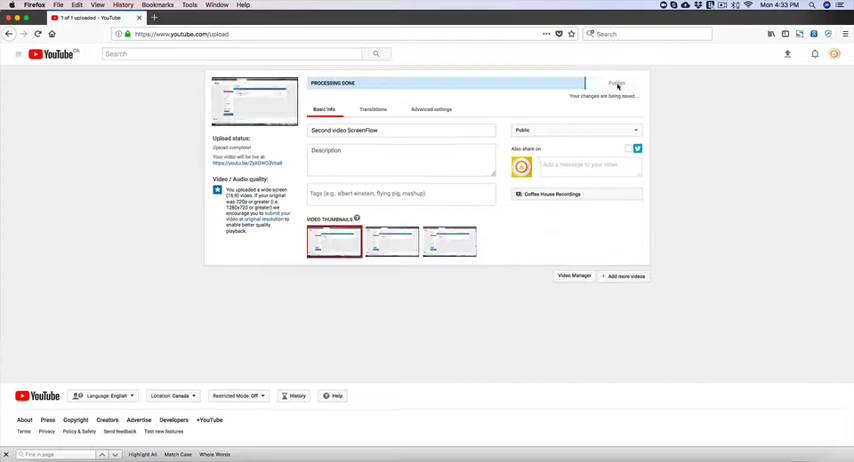 Firefox File Edit View History Bookmarks Tools Window Help
Mon 4:33 PM
1 of 1 uploaded - YouTube
https://www.youtube.com/upload
Search
YouTube CA
Search
PROCESSING DONE
Publish
Your changes are being saved...
Basic info
Translations
Advanced settings
Upload status:
Upload complete!
Your video will be live at:
Second video ScreenFlow
Description
Tags (e.g., albert einstein, flying pig, mashup)
Public
Also share on
Add a message to your video
Coffee House Recordings
Video / Audio quality:
You uploaded a wide-screen
(16:9) video. If your original
was 720p or greater (i.e.
1280x720 or greater) we
encourage you to submit your
video at original resolution to
enable better quality
playback.
VIDEO THUMBNAILS
Video Manager
+ Add more videos
YouTube
Language: English
Location: Canada
Restricted Mode: Off
History
Help
About Press Copyright Creators Advertise Developers +YouTube
Terms Privacy Policy & Safety Send feedback Test new features
Find in page
Highlight All Match Case Whole Words